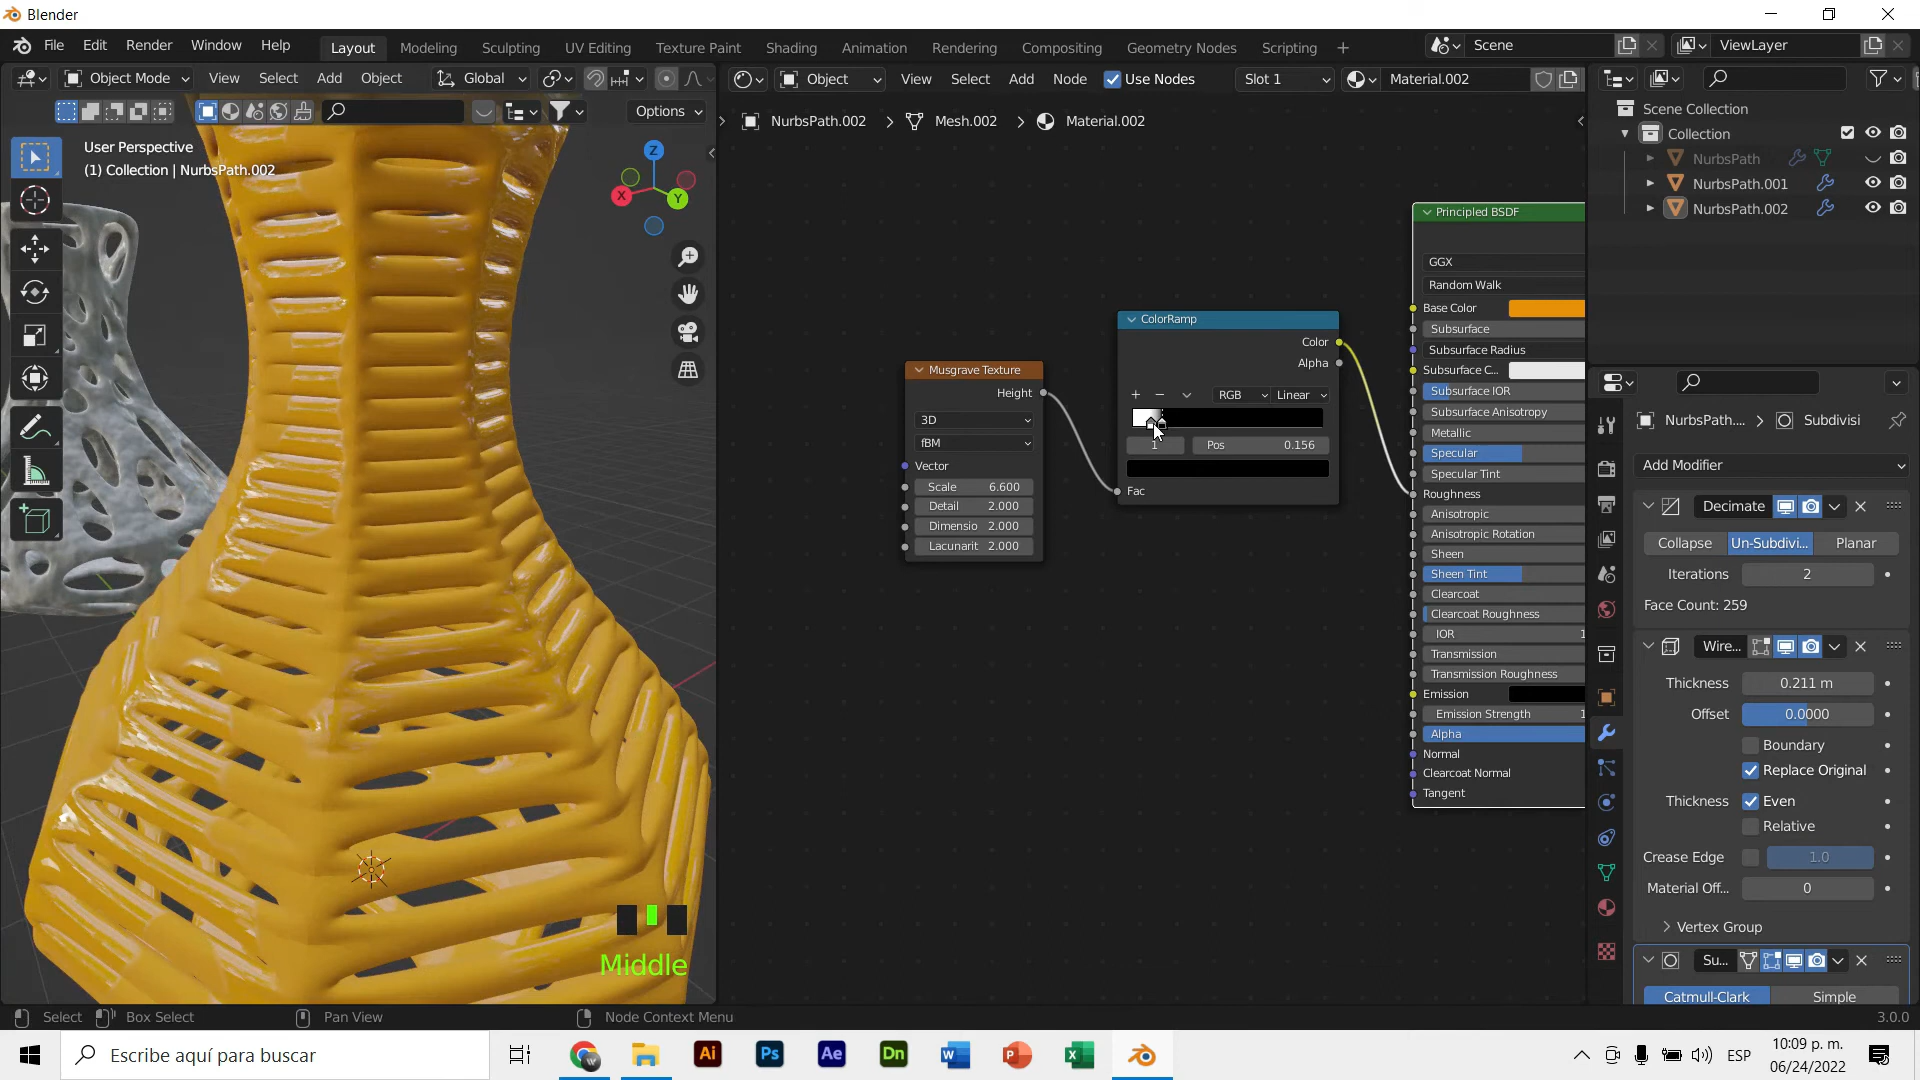 Blender
File Edit Render Window Help
Layout Modeling Sculpting UV Editing Texture Paint Shading Animation Rendering Compositing Geometry Nodes Scripting
Scene ViewLayer
Object Mode View Select Add Object Global
Object View Select Add Node Use Nodes Slot 1 Material.002
Options
User Perspective
(1) Collection | NurbsPath.002
Z
X
Y
NurbsPath.002 > Mesh.002 > Material.002
Musgrave Texture
Height
3D
fBM
Vector
Scale 6.600
Detail 2.000
Dimensio 2.000
Lacunarit 2.000
ColorRamp
Color
Alpha
RGB Linear
1 Pos 0.156
Fac
Principled BSDF
GGX
Random Walk
Base Color
Subsurface
Subsurface Radius
Subsurface C...
Subsurface IOR
Subsurface Anisotropy
Metallic
Specular
Specular Tint
Roughness
Anisotropic
Anisotropic Rotation
Sheen
Sheen Tint
Clearcoat
Clearcoat Roughness
IOR 1
Transmission
Transmission Roughness
Emission
Emission Strength 1
Alpha
Normal
Clearcoat Normal
Tangent
Scene Collection
Collection
NurbsPath
NurbsPath.001
NurbsPath.002
NurbsPath.... > Subdivisi
Add Modifier
Decimate
Collapse Un-Subdivi... Planar
Iterations 2
Face Count: 259
Wire...
Thickness 0.211 m
Offset 0.0000
Boundary
Replace Original
Thickness Even
Relative
Crease Edge 1.0
Material Off... 0
Vertex Group
Su...
Catmull-Clark Simple
Middle
Select Box Select Pan View Node Context Menu 3.0.0
Escribe aquí para buscar
Ai Ps Ae Dn
ESP
10:09 p. m.
06/24/2022